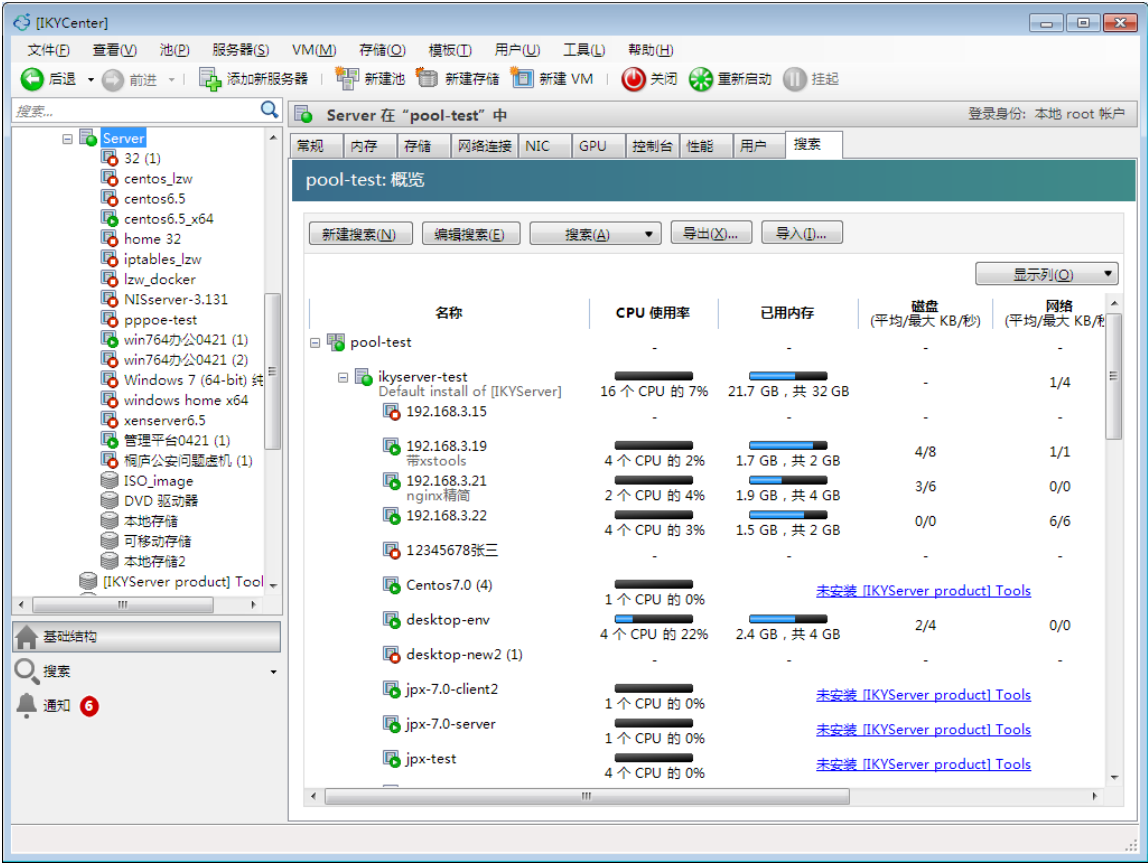 [IKYCenter]
文件(F) 查看(V) 池(P) 服务器(S) VM(M) 存储(O) 模板(T) 用户(U) 工具(L) 帮助(H)
后退 前进 添加新服务器 新建池 新建存储 新建 VM 关闭 重新启动 挂起
搜索...
Server
32 (1)
centos_lzw
centos6.5
centos6.5_x64
home 32
iptables_lzw
lzw_docker
NISserver-3.131
pppoe-test
win764办公0421 (1)
win764办公0421 (2)
Windows 7 (64-bit) 纯
windows home x64
xenserver6.5
管理平台0421 (1)
桐庐公安问题虚机 (1)
ISO_image
DVD 驱动器
本地存储
可移动存储
本地存储2
[IKYServer product] Tool
基础结构
搜索
通知 6
Server 在“pool-test”中 登录身份: 本地 root 帐户
常规 内存 存储 网络连接 NIC GPU 控制台 性能 用户 搜索
pool-test: 概览
新建搜索(N) 编辑搜索(E) 搜索(A) 导出(X)... 导入(I)...
显示列(O)
名称 CPU 使用率 已用内存 磁盘 网络
(平均/最大 KB/秒) (平均/最大 KB/秒
pool-test - - - -
ikyserver-test
Default install of [IKYServer] 16 个 CPU 的 7% 21.7 GB，共 32 GB - 1/4
192.168.3.15 - - - -
192.168.3.19
带xstools 4 个 CPU 的 2% 1.7 GB，共 2 GB 4/8 1/1
192.168.3.21
nginx精简 2 个 CPU 的 4% 1.9 GB，共 4 GB 3/6 0/0
192.168.3.22 4 个 CPU 的 3% 1.5 GB，共 2 GB 0/0 6/6
12345678张三 - - - -
Centos7.0 (4) 1 个 CPU 的 0% 未安装 [IKYServer product] Tools
desktop-env 4 个 CPU 的 22% 2.4 GB，共 4 GB 2/4 0/0
desktop-new2 (1) - - - -
jpx-7.0-client2 1 个 CPU 的 0% 未安装 [IKYServer product] Tools
jpx-7.0-server 1 个 CPU 的 0% 未安装 [IKYServer product] Tools
jpx-test 4 个 CPU 的 0% 未安装 [IKYServer product] Tools